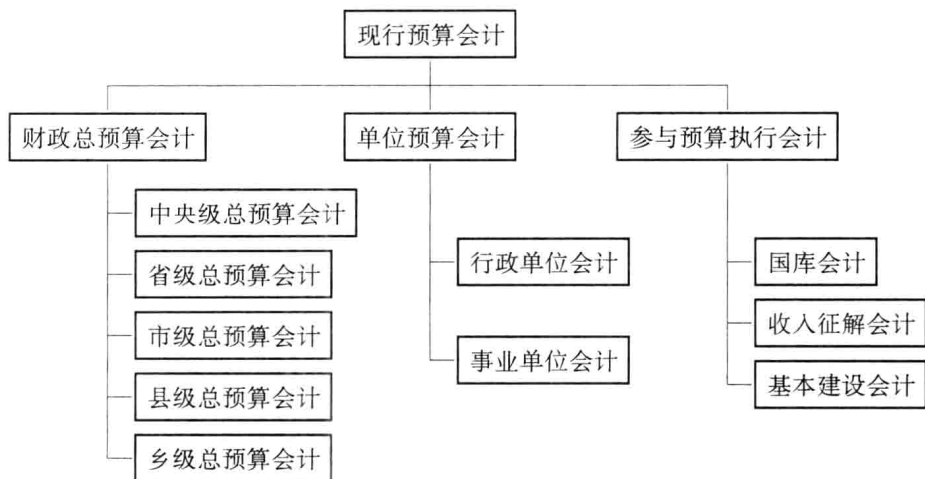 现行预算会计
财政总预算会计
单位预算会计
参与预算执行会计
中央级总预算会计
省级总预算会计
市级总预算会计
县级总预算会计
乡级总预算会计
行政单位会计
事业单位会计
国库会计
收入征解会计
基本建设会计